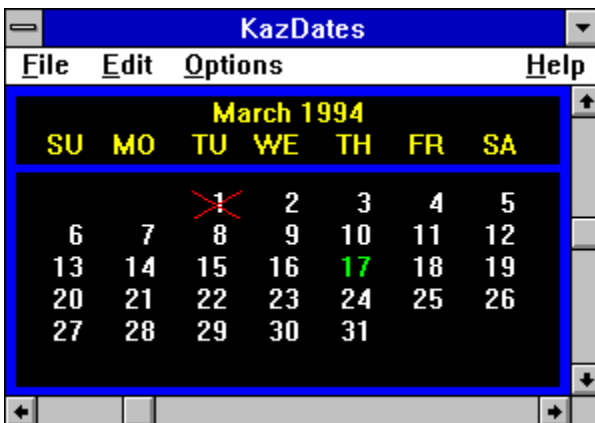 KazDates
File Edit Options Help
March 1994
SU MO TU WE TH FR SA
1 2 3 4 5
6 7 8 9 10 11 12
13 14 15 16 17 18 19
20 21 22 23 24 25 26
27 28 29 30 31